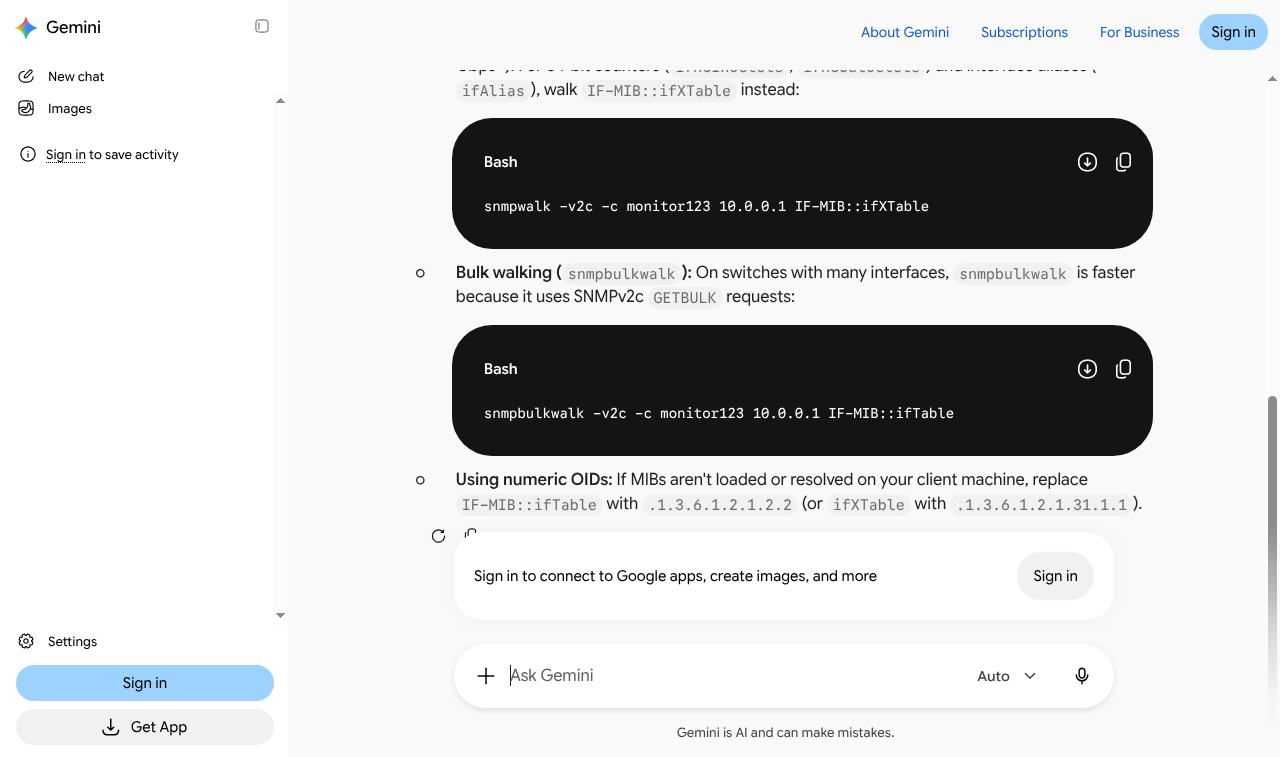 Gemini
New chat
Images
Sign in to save activity
Settings
Sign in
Get App
About Gemini
Subscriptions
For Business
Sign in
and interface aliases (
ifAlias ), walk IF-MIB::ifXTable instead:
Bash
snmpwalk -v2c -c monitor123 10.0.0.1 IF-MIB::ifXTable
Bulk walking ( snmpbulkwalk ): On switches with many interfaces, snmpbulkwalk is faster
because it uses SNMPv2c GETBULK requests:
Bash
snmpbulkwalk -v2c -c monitor123 10.0.0.1 IF-MIB::ifTable
Using numeric OIDs: If MIBs aren't loaded or resolved on your client machine, replace
IF-MIB::ifTable with .1.3.6.1.2.1.2.2 (or ifXTable with .1.3.6.1.2.1.31.1.1 ).
Sign in to connect to Google apps, create images, and more
Sign in
Ask Gemini
Auto
Gemini is AI and can make mistakes.